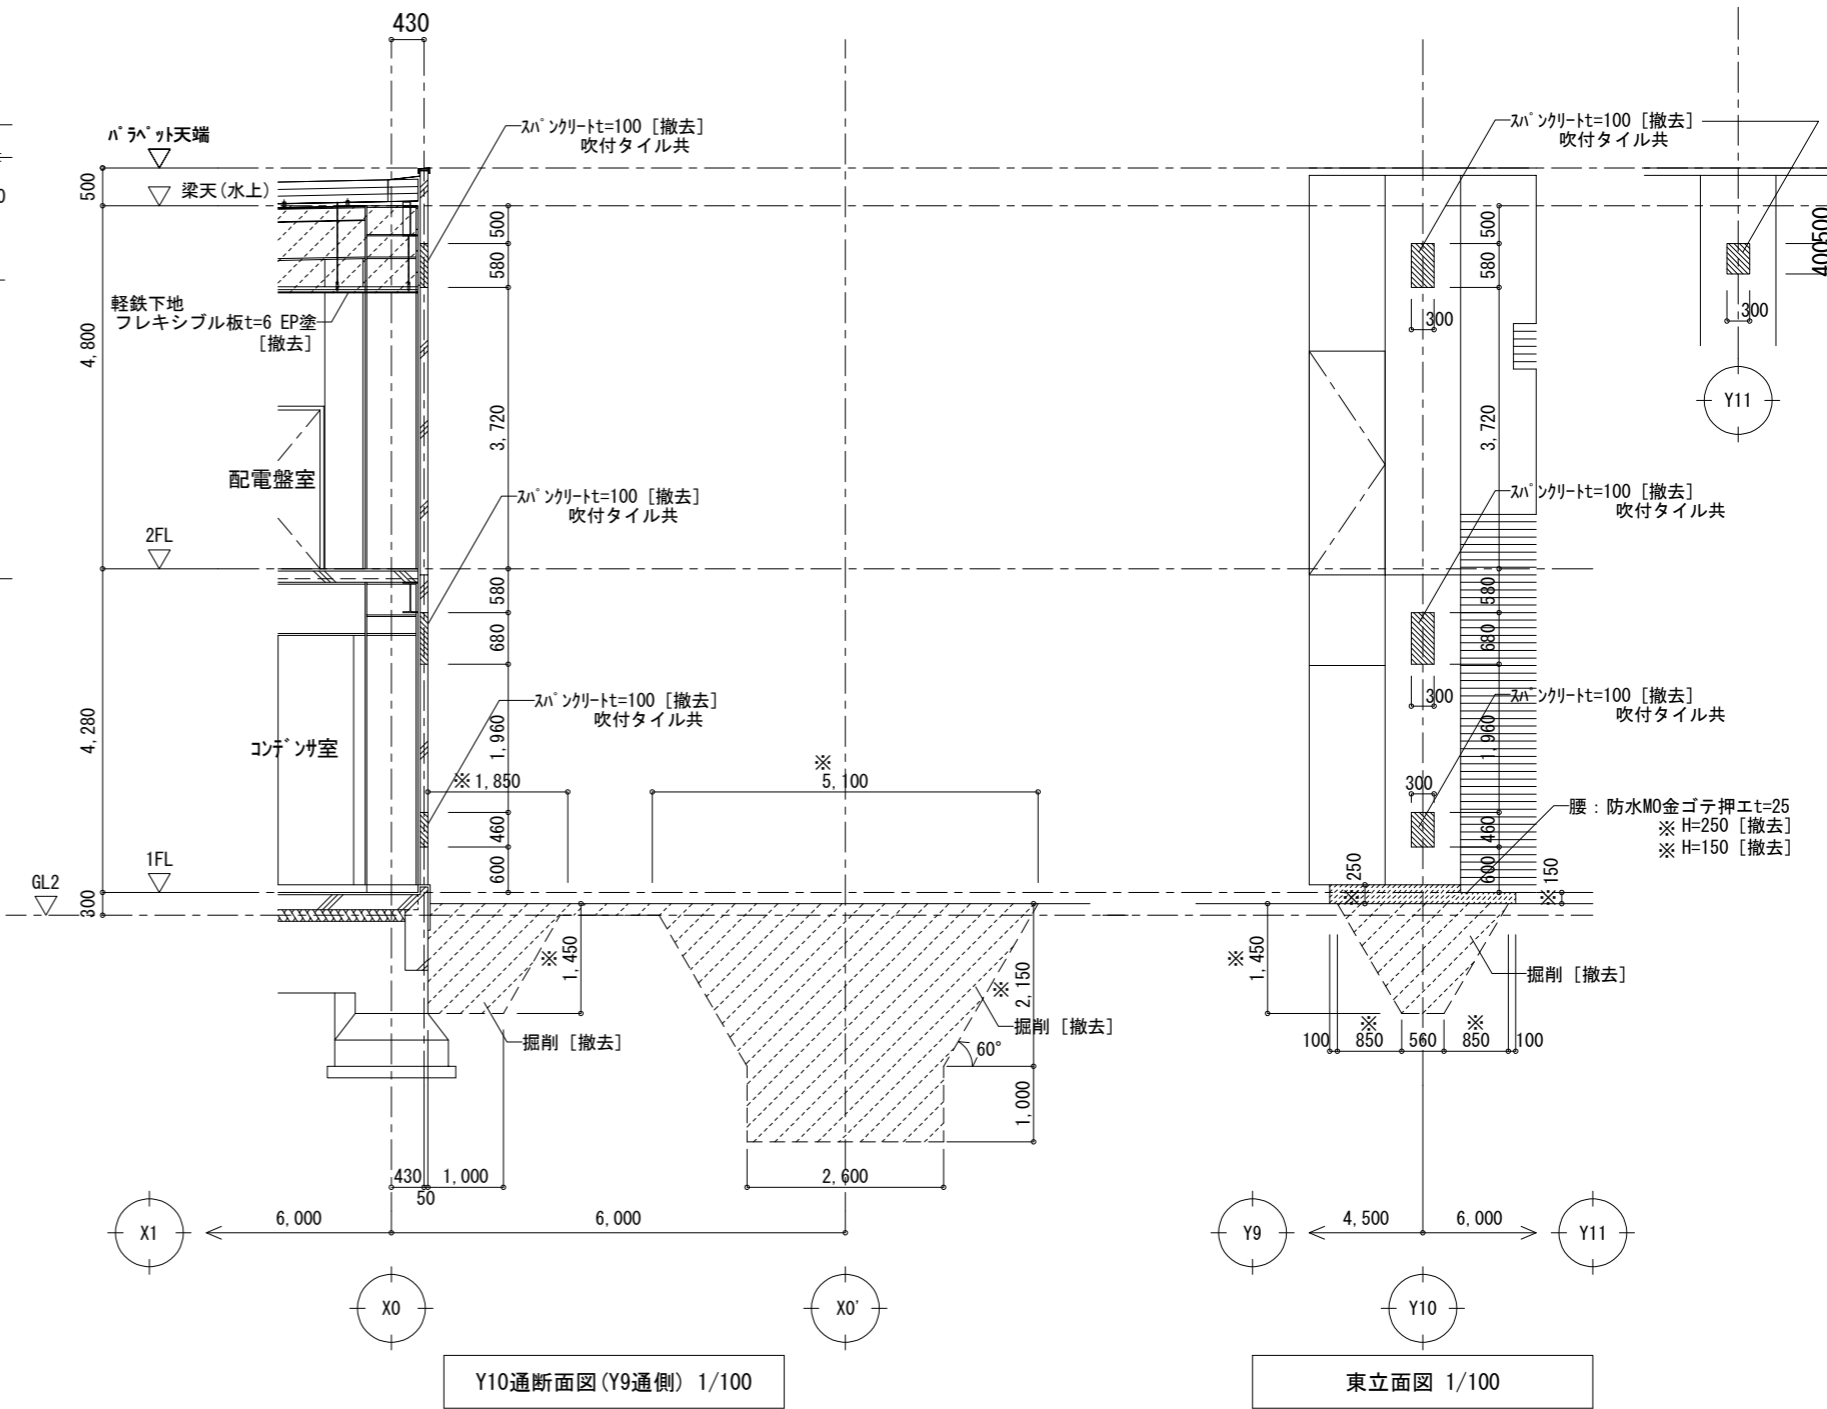 430
パラペット天端
500
梁天(水上)
スパンクリートt=100 [撤去]
吹付タイル共
500
580
軽鉄下地
フレキシブル板t=6 EP塗
[撤去]
4,800
3,720
配電盤室
スパンクリートt=100 [撤去]
吹付タイル共
2FL
580
680
4,280
スパンクリートt=100 [撤去]
吹付タイル共
1,960
コンデンサ室
※1,850
※
5,100
460
600
1FL
GL2
300
※
1,450
※
2,150
掘削 [撤去]
掘削 [撤去]
60°
1,000
430
50
1,000
2,600
6,000
6,000
X1
X0
X0'
Y10通断面図(Y9通側) 1/100
スパンクリートt=100 [撤去]
吹付タイル共
500
580
300
400
500
300
Y11
3,720
スパンクリートt=100 [撤去]
吹付タイル共
580
680
300
スパンクリートt=100 [撤去]
吹付タイル共
1,960
300
460
600
腰：防水MO金ゴテ押エt=25
※ H=250 [撤去]
※ H=150 [撤去]
※ 250
※ 150
※
1,450
掘削 [撤去]
※
※
100
850
560
850
100
4,500
6,000
Y9
Y11
Y10
東立面図 1/100